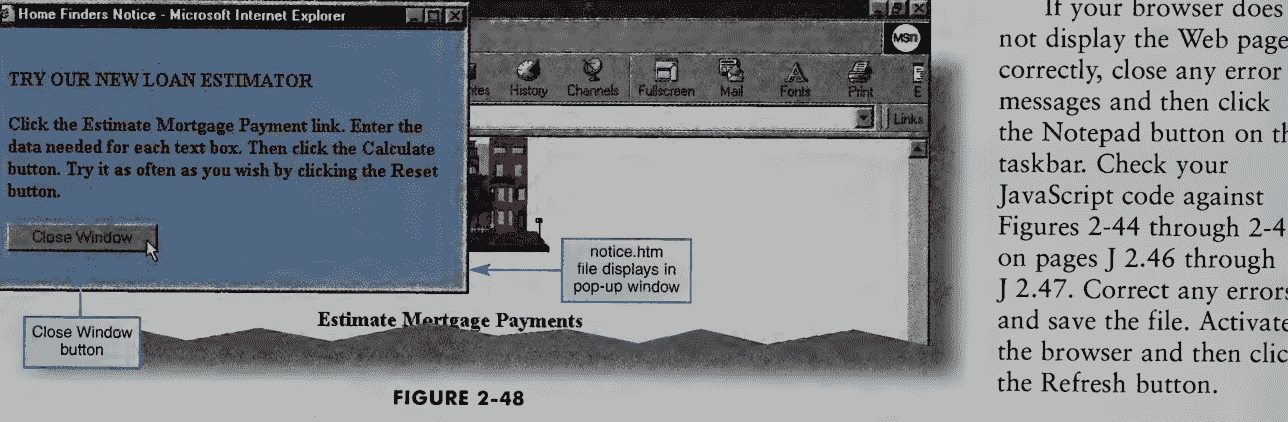 Home Finders Notice - Microsoft Internet Explorer
TRY OUR NEW LOAN ESTIMATOR
Click the Estimate Mortgage Payment link. Enter the
data needed for each text box. Then click the Calculate
button. Try it as often as you wish by clicking the Reset
button.
Close Window
msn
ites History Channels Fullscreen Mail Fonts Print E
Links
notice.htm
file displays in
pop-up window
Close Window
button
Estimate Mortgage Payments
FIGURE 2-48
If your browser does
not display the Web page
correctly, close any error
messages and then click
the Notepad button on th
taskbar. Check your
JavaScript code against
Figures 2-44 through 2-4
on pages J 2.46 through
J 2.47. Correct any errors
and save the file. Activate
the browser and then clic
the Refresh button.